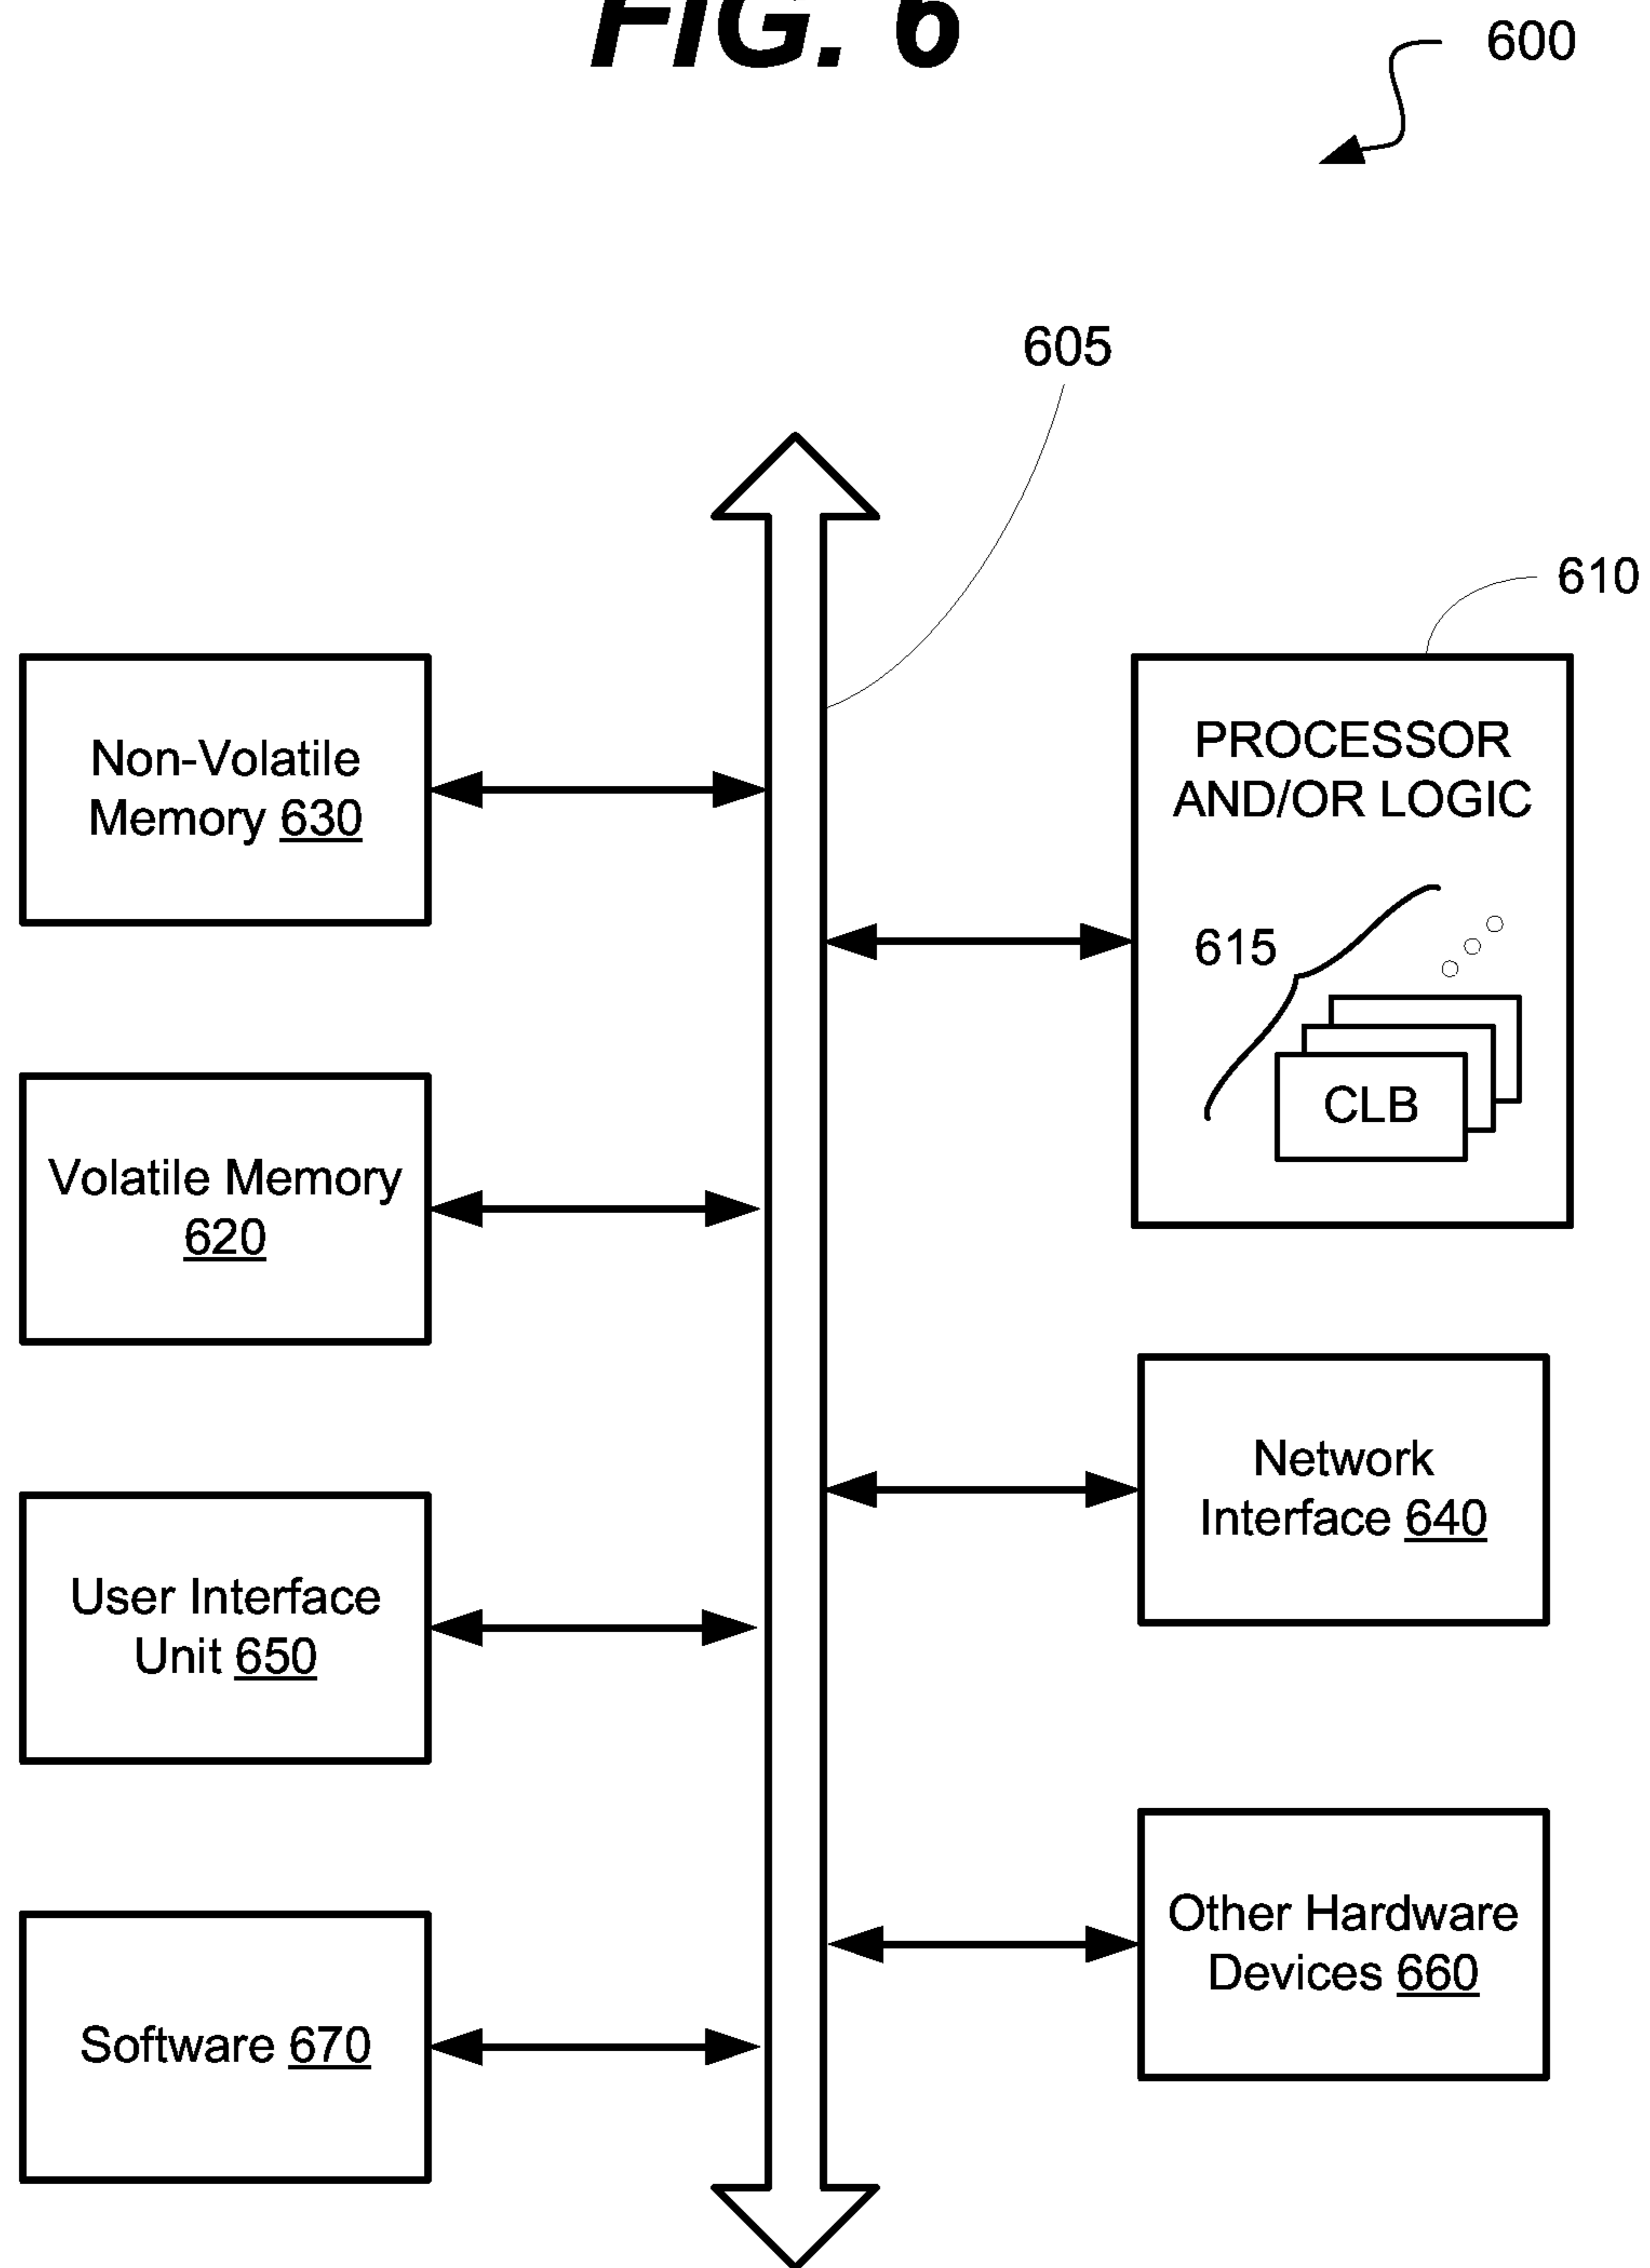 FIG. 6
600
605
610
Non-Volatile
Memory 630
PROCESSOR
AND/OR LOGIC
615
CLB
Volatile Memory
620
Network
Interface 640
User Interface
Unit 650
Other Hardware
Devices 660
Software 670